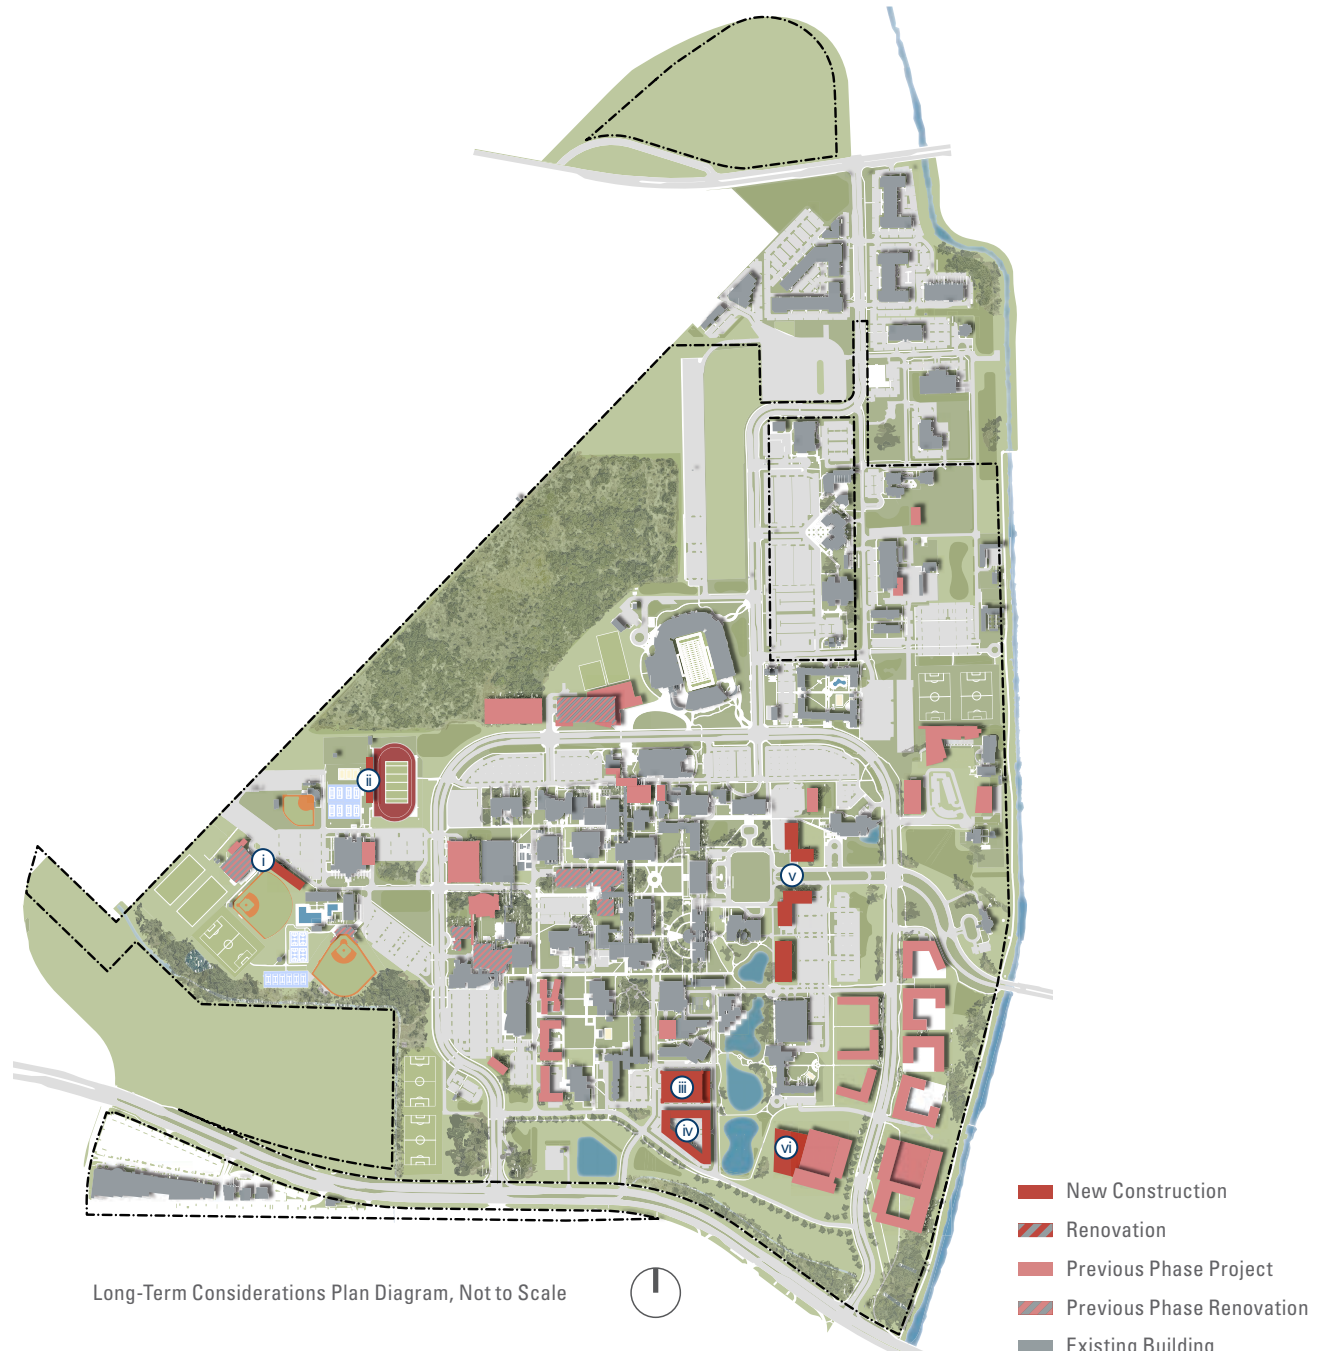 ii
i
v
iii
iv
vi
New Construction
Renovation
Previous Phase Project
Previous Phase Renovation
Existing Building
Long-Term Considerations Plan Diagram, Not to Scale